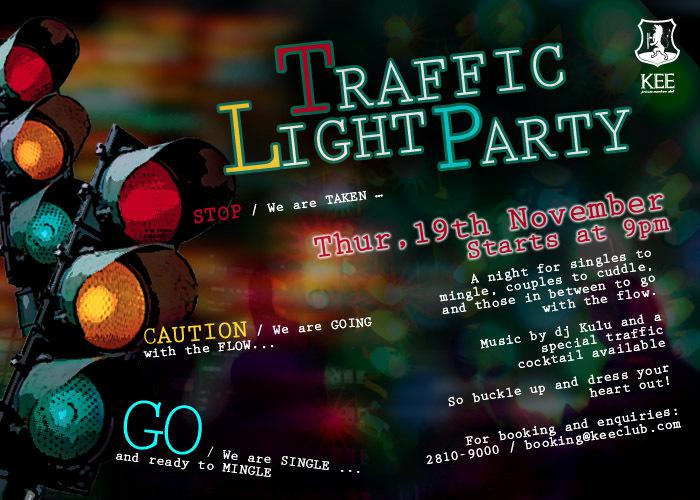 KEE
private member club
TRAFFIC
LIGHT PARTY
STOP / We are TAKEN …
Thur,19th November
Starts at 9pm
A night for singles to
mingle, couples to cuddle,
and those in between to go
with the flow.
CAUTION / We are GOING
with the FLOW...
Music by dj Kulu and a
special traffic
cocktail available
So buckle up and dress your
heart out!
GO / We are SINGLE ...
and ready to MINGLE
For booking and enquiries:
2810-9000 / booking@keeclub.com